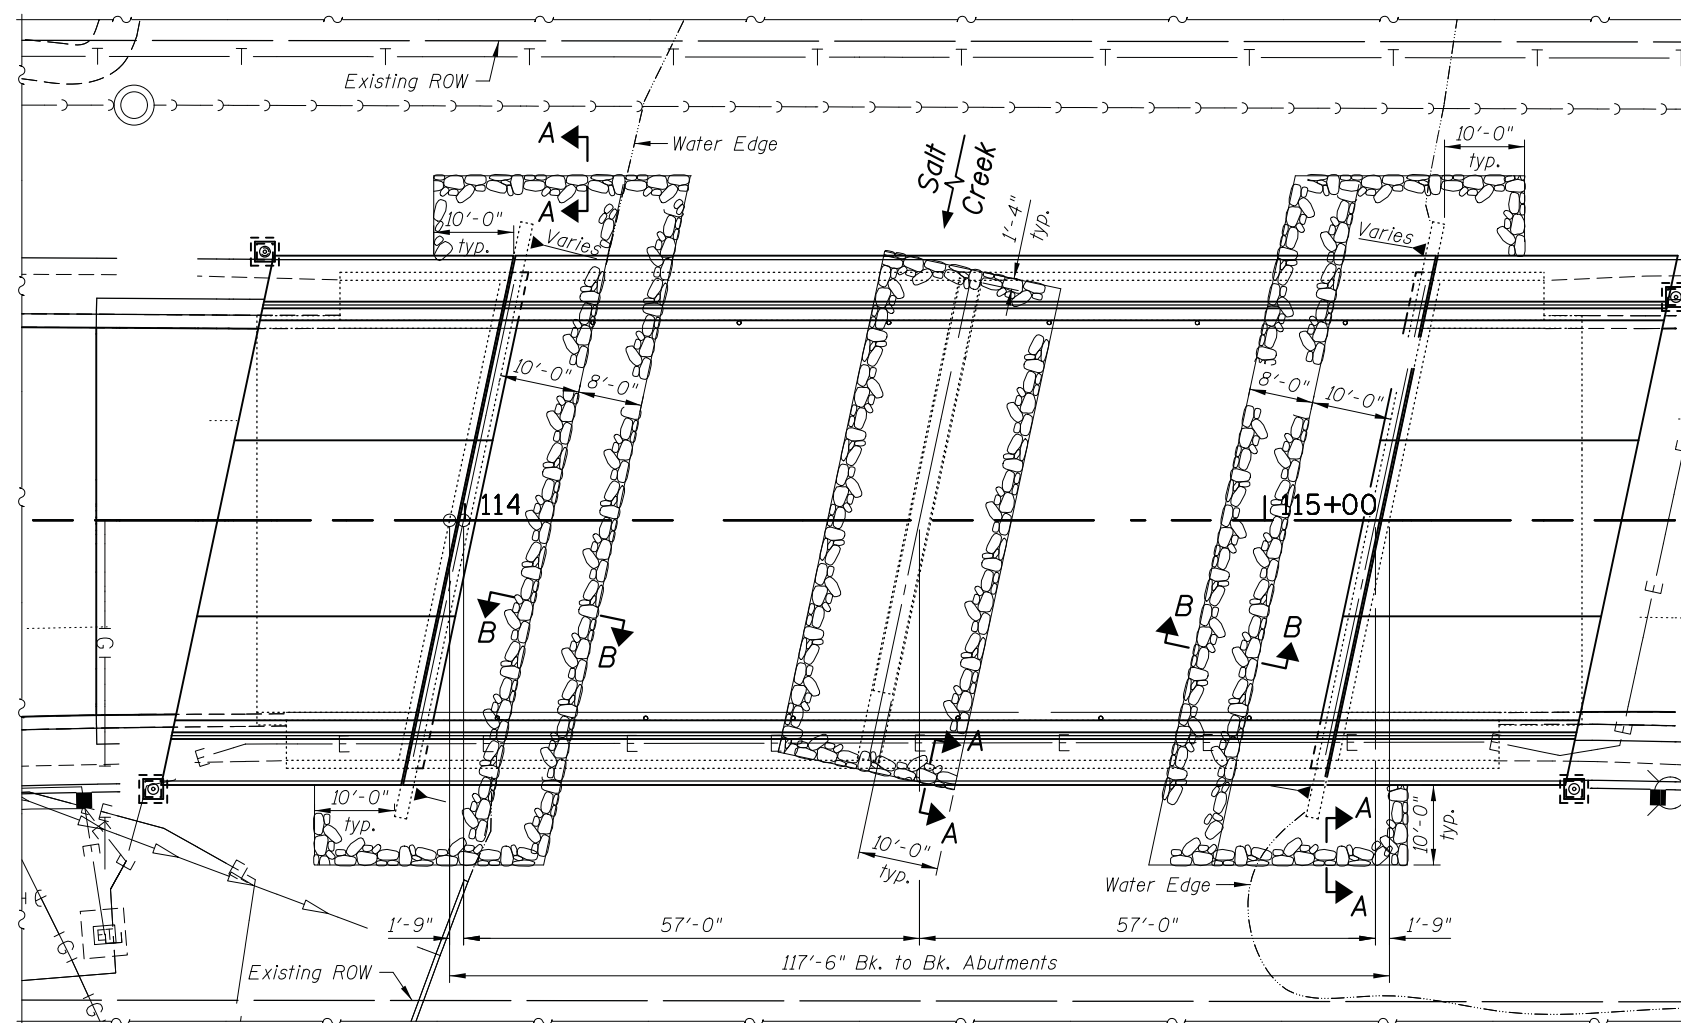 T T T T T T T T T T T T
Existing ROW
A
Water Edge
Salt
Creek
10'-0"
typ.
A
10'-0"
typ.
Varies
1'-4"
typ.
Varies
10'-0"
8'-0"
8'-0"
10'-0"
114
115+00
E
B
B
B
B
G
E E E E E E E E E E
E
A
A
10'-0"
typ.
10'-0"
typ.
A
A
10'-0"
typ.
Water Edge
E E
E
E
ET
G
G
1'-9"
57'-0"
57'-0"
1'-9"
117'-6" Bk. to Bk. Abutments
Existing ROW